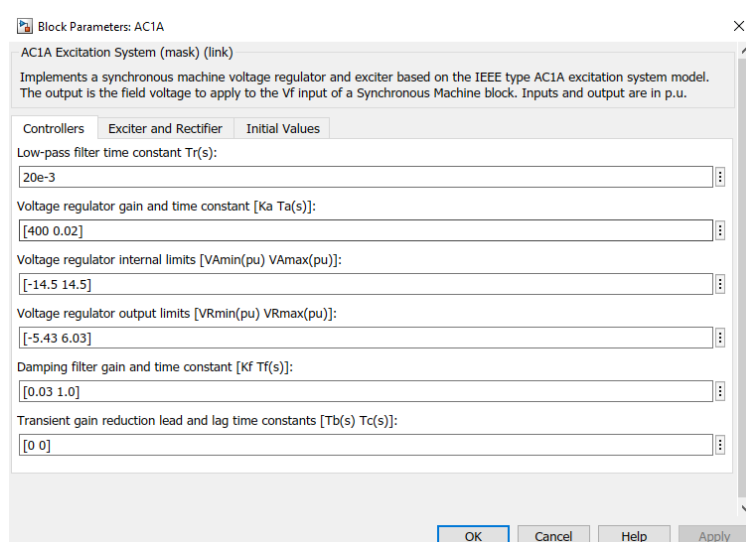 Block Parameters: AC1A
AC1A Excitation System (mask) (link)
Implements a synchronous machine voltage regulator and exciter based on the IEEE type AC1A excitation system model.
The output is the field voltage to apply to the Vf input of a Synchronous Machine block. Inputs and output are in p.u.
Controllers Exciter and Rectifier Initial Values
Low-pass filter time constant Tr(s):
20e-3
Voltage regulator gain and time constant [Ka Ta(s)]:
[400 0.02]
Voltage regulator internal limits [VAmin(pu) VAmax(pu)]:
[-14.5 14.5]
Voltage regulator output limits [VRmin(pu) VRmax(pu)]:
[-5.43 6.03]
Damping filter gain and time constant [Kf Tf(s)]:
[0.03 1.0]
Transient gain reduction lead and lag time constants [Tb(s) Tc(s)]:
[0 0]
OK Cancel Help Apply